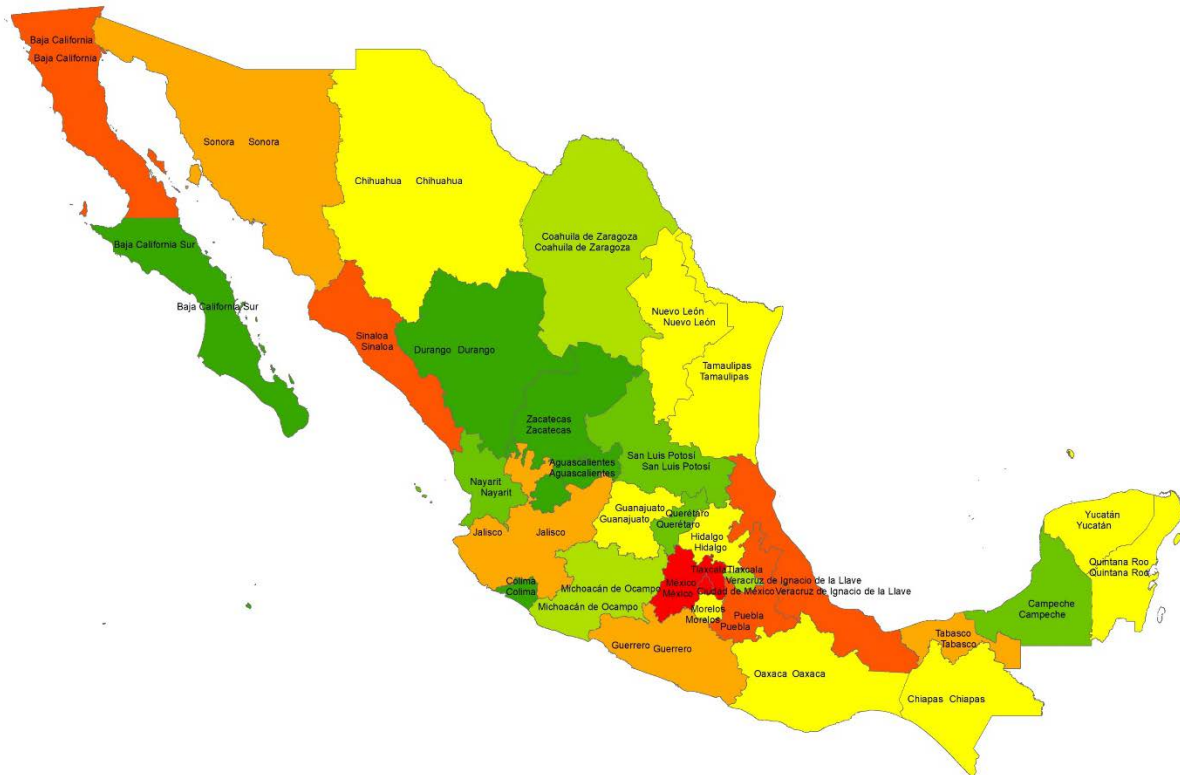 Baja California
Baja California
Sonora Sonora
Chihuahua Chihuahua
Coahuila de Zaragoza
Coahuila de Zaragoza
Baja California Sur
Baja California Sur
Nuevo León
Nuevo León
Sinaloa
Sinaloa
Durango Durango
Tamaulipas
Tamaulipas
Zacatecas
Zacatecas
San Luis Potosí
San Luis Potosí
Aguascalientes
Aguascalientes
Nayarit
Nayarit
Guanajuato
Guanajuato
Querétaro
Querétaro
Jalisco Jalisco
Hidalgo
Hidalgo
Yucatán
Yucatán
Quintana Roo
Quintana Roo
Tlaxcala Tlaxcala
Colima
Colima
Michoacán de Ocampo
Michoacán de Ocampo
México
México
Veracruz de Ignacio de la Llave
Ciudad de México Veracruz de Ignacio de la Llave
Morelos
Morelos
Puebla
Puebla
Campeche
Campeche
Tabasco
Tabasco
Guerrero Guerrero
Oaxaca Oaxaca
Chiapas Chiapas